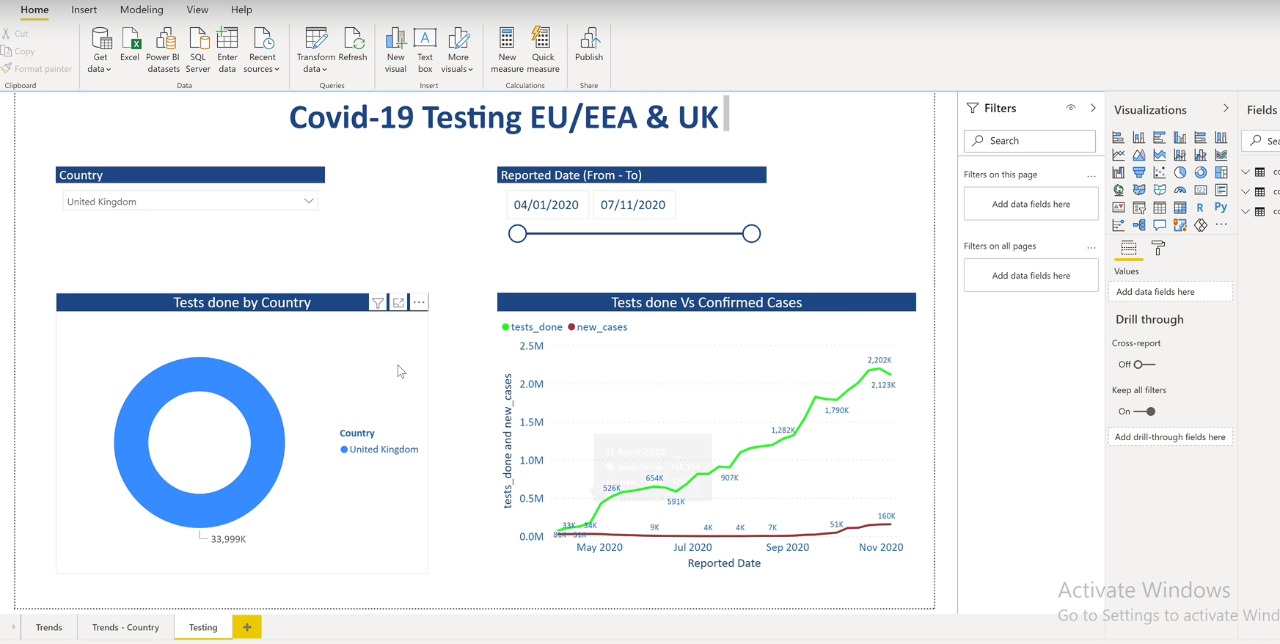 Home Insert Modeling View Help
Cut
Copy
Format painter
Get data
Excel
Power BI datasets
SQL Server
Enter data
Recent sources
Transform data
Refresh
New visual
Text box
More visuals
New measure
Quick measure
Publish
Clipboard Data Queries Insert Calculations Share
Covid-19 Testing EU/EEA & UK
Country
United Kingdom
Reported Date (From - To)
04/01/2020 07/11/2020
Tests done by Country
Country
United Kingdom
33,999K
Tests done Vs Confirmed Cases
tests_done new_cases
tests_done and new_cases
2.5M
2.0M
1.5M
1.0M
0.5M
0.0M
2,202K
2,123K
1,790K
1,282K
907K
654K
526K
591K
33K 34K
9K 4K 4K 7K 51K 160K
May 2020 Jul 2020 Sep 2020 Nov 2020
Reported Date
Filters
Search
Filters on this page ...
Add data fields here
Filters on all pages ...
Add data fields here
Visualizations
R Py
...
Values
Add data fields here
Drill through
Cross-report
Off
Keep all filters
On
Add drill-through fields here
Fields
Activate Windows
Go to Settings to activate Wind
Trends Trends - Country Testing +